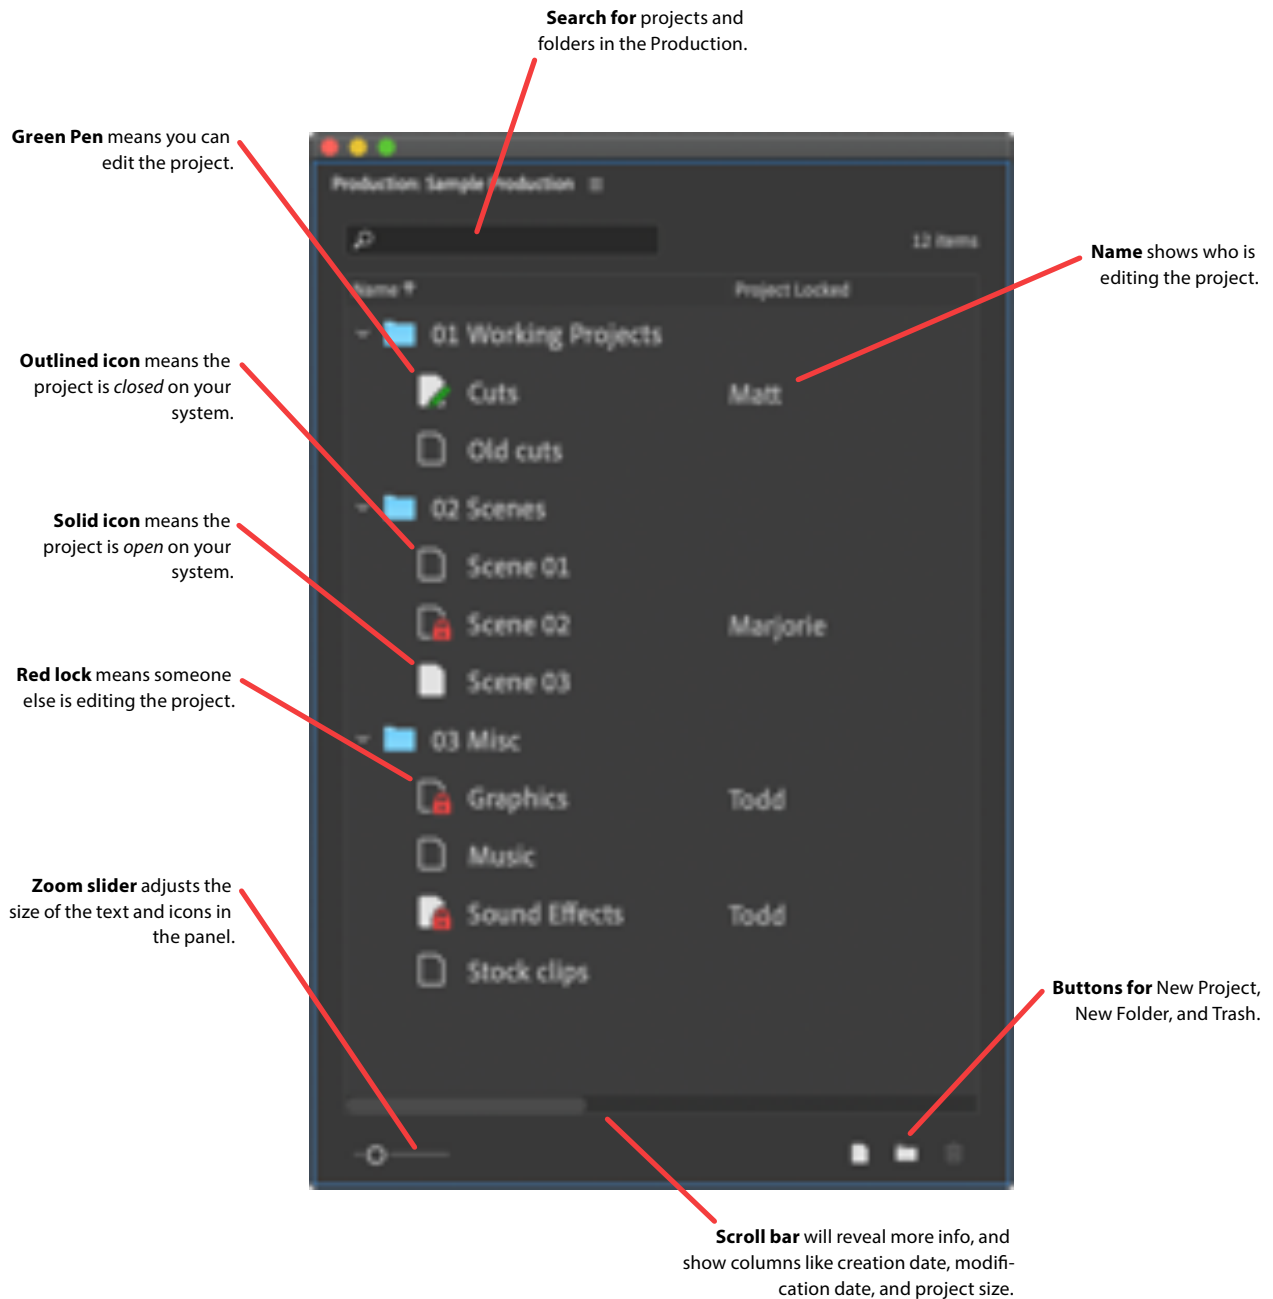 Search for projects and
folders in the Production.
Green Pen means you can
edit the project.
Production: Sample Production
12 items
Name shows who is
editing the project.
Name
Project Locked
01 Working Projects
Outlined icon means the
project is closed on your
system.
Cuts
Matt
Old cuts
02 Scenes
Solid icon means the
project is open on your
system.
Scene 01
Scene 02
Marjorie
Red lock means someone
else is editing the project.
Scene 03
03 Misc
Graphics
Todd
Music
Zoom slider adjusts the
size of the text and icons in
the panel.
Sound Effects
Todd
Stock clips
Buttons for New Project,
New Folder, and Trash.
Scroll bar will reveal more info, and
show columns like creation date, modifi-
cation date, and project size.